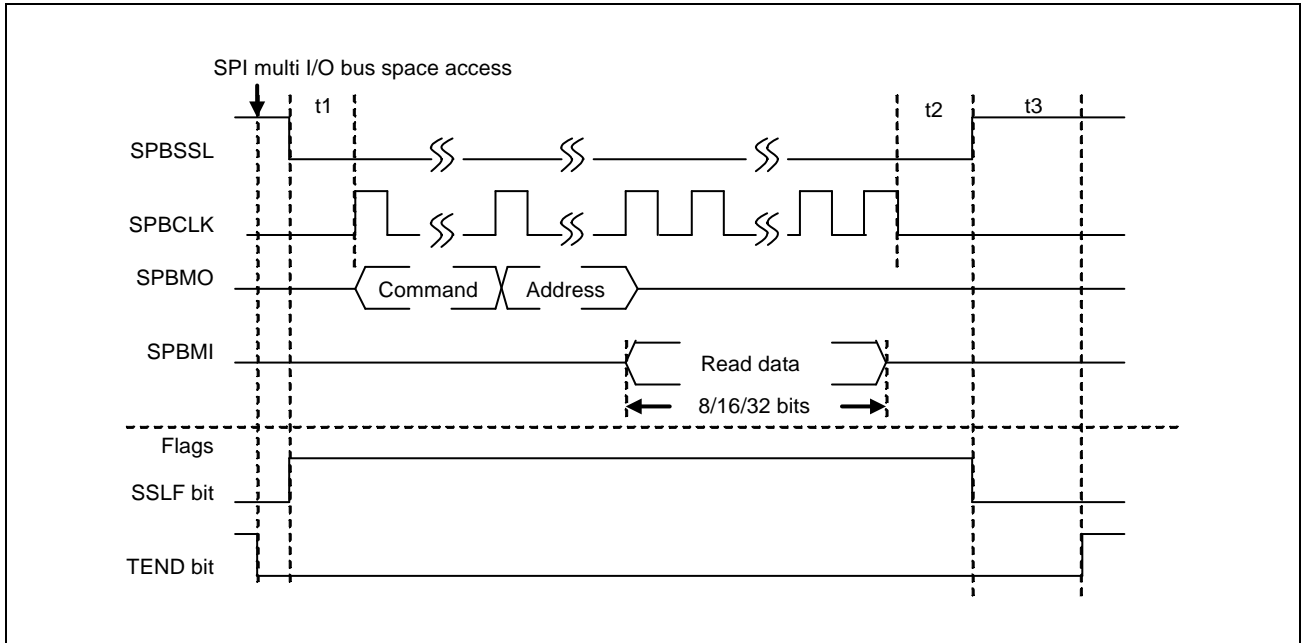 SPI multi I/O bus space access
t1
t2
t3
SPBSSL
SPBCLK
SPBMO
Command
Address
SPBMI
Read data
8/16/32 bits
Flags
SSLF bit
TEND bit